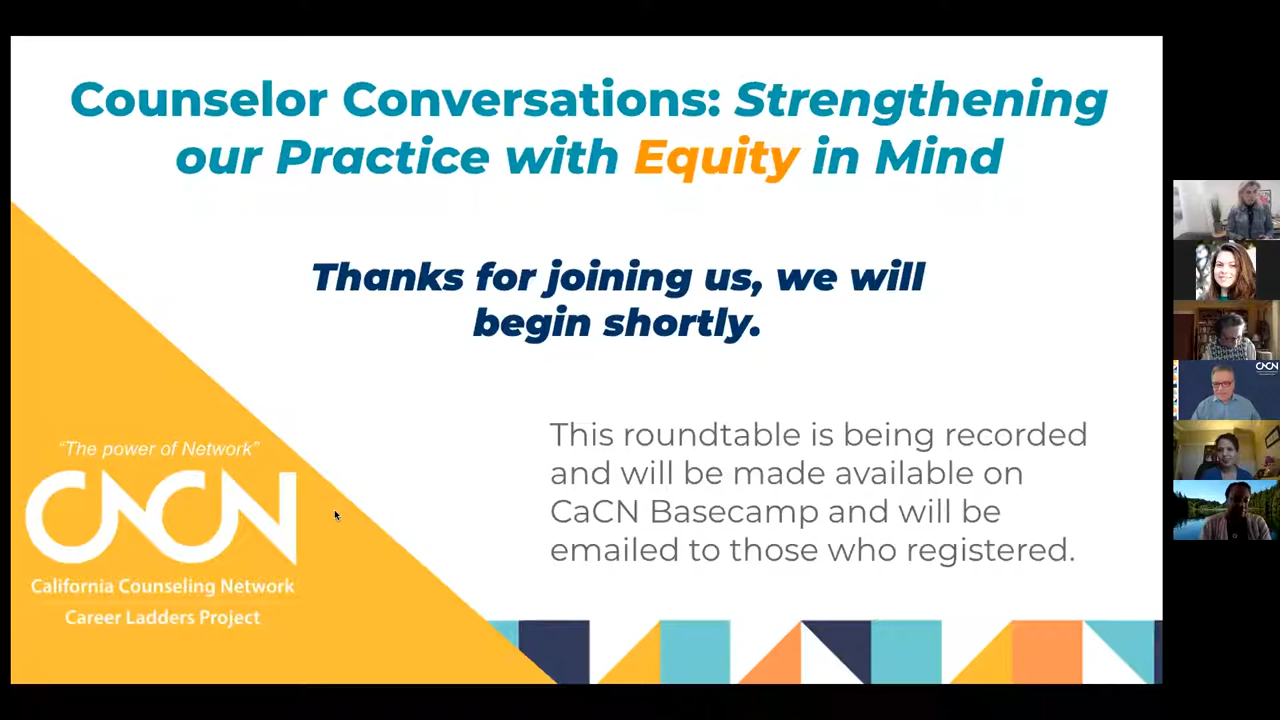 Counselor Conversations: Strengthening
our Practice with Equity in Mind
Thanks for joining us, we will
begin shortly.
This roundtable is being recorded
and will be made available on
CaCN Basecamp and will be
emailed to those who registered.
“The power of Network”
CACN
California Counseling Network
Career Ladders Project
CACN